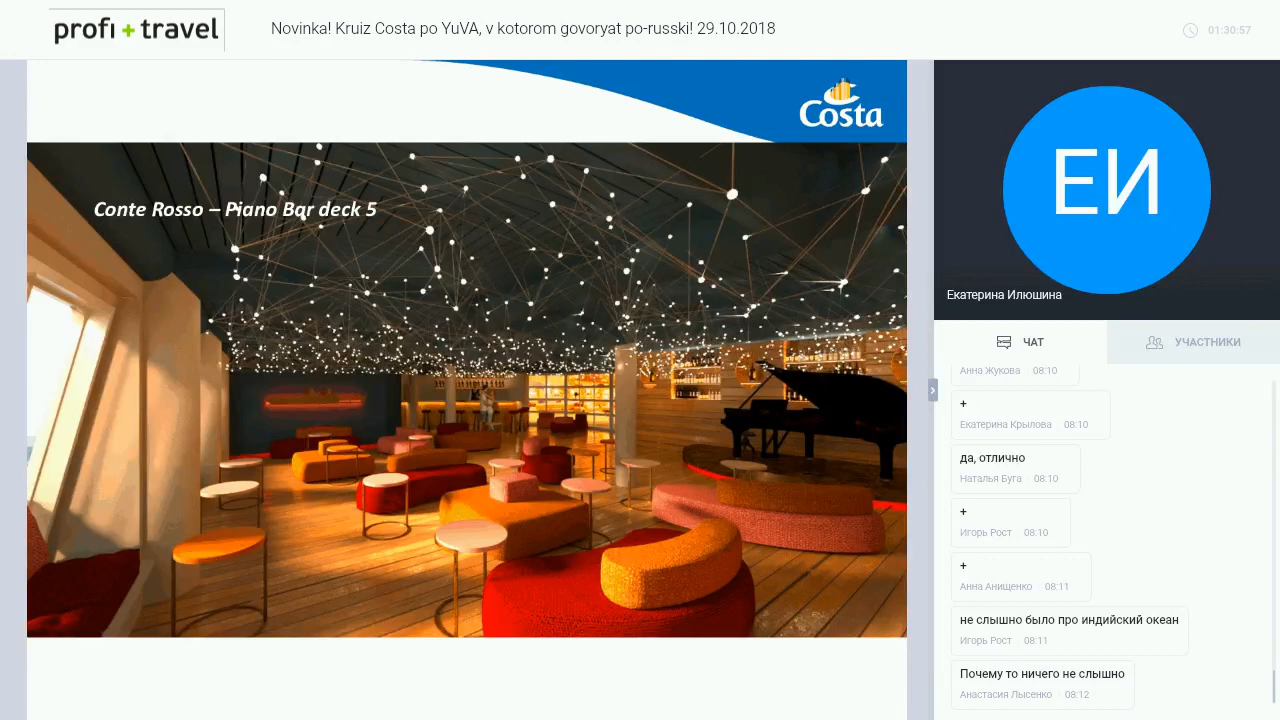 profi + travel
Novinka! Kruiz Costa po YuVA, v kotorom govoryat po-russki! 29.10.2018
01:30:57
Costa
Conte Rosso – Piano Bar deck 5
ЕИ
Екатерина Илюшина
ЧАТ
УЧАСТНИКИ
Анна Жукова 08:10
+
Екатерина Крылова 08:10
да, отлично
Наталья Буга 08:10
+
Игорь Рост 08:10
+
Анна Анищенко 08:11
не слышно было про индийский океан
Игорь Рост 08:11
Почему то ничего не слышно
Анастасия Лысенко 08:12